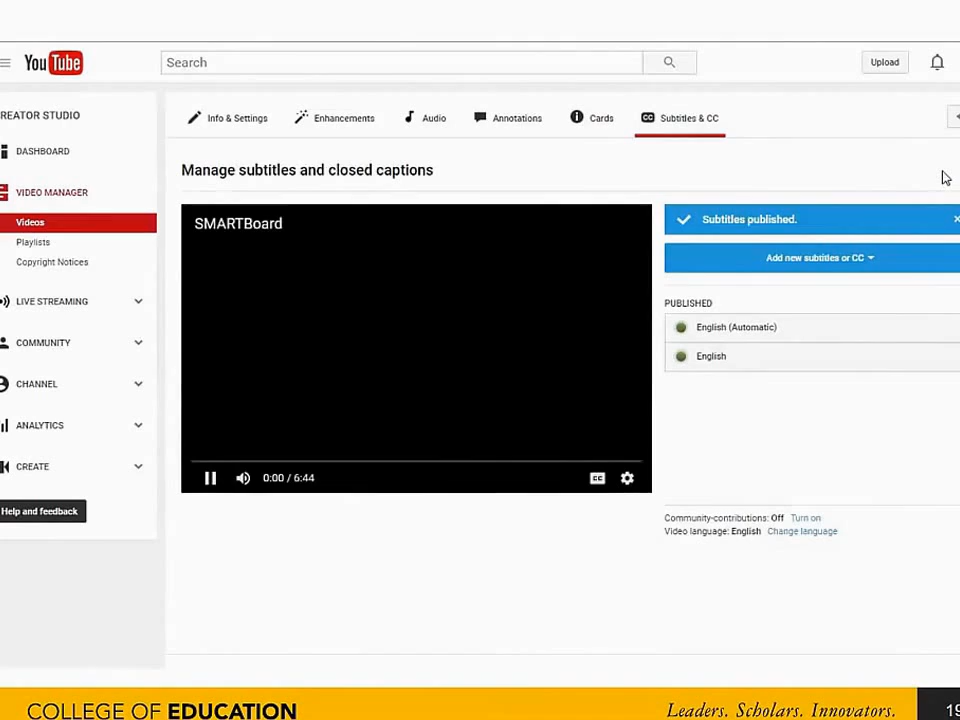 YouTube
Search
Upload
REATOR STUDIO
DASHBOARD
VIDEO MANAGER
Videos
Playlists
Copyright Notices
LIVE STREAMING
COMMUNITY
CHANNEL
ANALYTICS
CREATE
Help and feedback
Info & Settings
Enhancements
Audio
Annotations
Cards
CC Subtitles & CC
Manage subtitles and closed captions
SMARTBoard
0:00 / 6:44
CC
Subtitles published.
Add new subtitles or CC
PUBLISHED
English (Automatic)
English
Community-contributions: Off Turn on
Video language: English Change language
COLLEGE OF EDUCATION
Leaders. Scholars. Innovators.
19